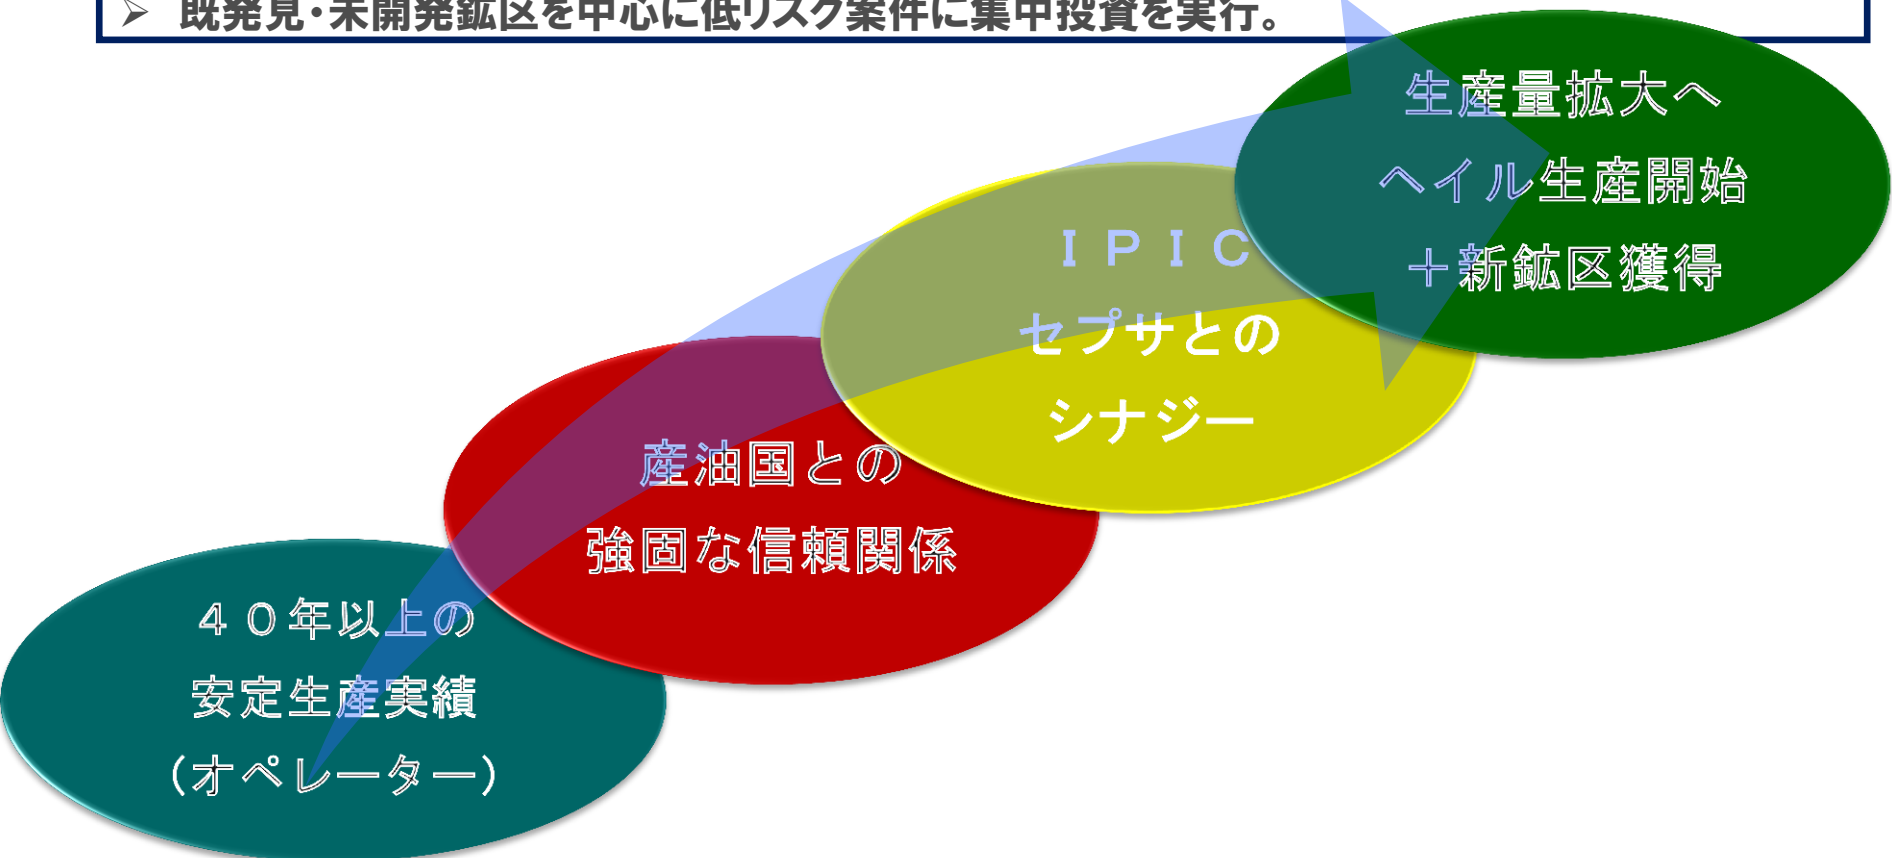 ➢ 既発見・未開発鉱区を中心に低リスク案件に集中投資を実行。
生産量拡大へ
ヘイル生産開始
＋新鉱区獲得
ＩＰＩＣ
セプサとの
シナジー
産油国との
強固な信頼関係
４０年以上の
安定生産実績
（オペレーター）